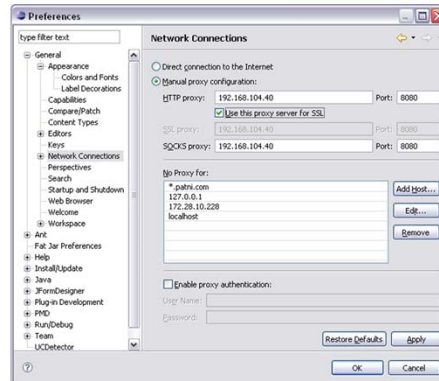 Preferences
type filter text
Network Connections
General
Appearance
Colors and Fonts
Label Decorations
Capabilities
Compare/Patch
Content Types
Editors
Keys
Network Connections
Perspectives
Search
Startup and Shutdown
Web Browser
Welcome
Workspace
Ant
Fat Jar Preferences
Help
Install/Update
Java
JFormDesigner
Plug-in Development
PMD
Run/Debug
Team
UCDetector
Direct connection to the Internet
Manual proxy configuration:
HTTP proxy: 192.168.104.40 Port: 8080
Use this proxy server for SSL
SSL proxy: 192.168.104.40 Port: 8080
SOCKS proxy: 192.168.104.40 Port: 8080
No Proxy for:
*.patni.com
127.0.0.1
172.28.10.228
localhost
Add Host...
Edit...
Remove
Enable proxy authentication:
User Name:
Password:
Restore Defaults Apply
OK Cancel